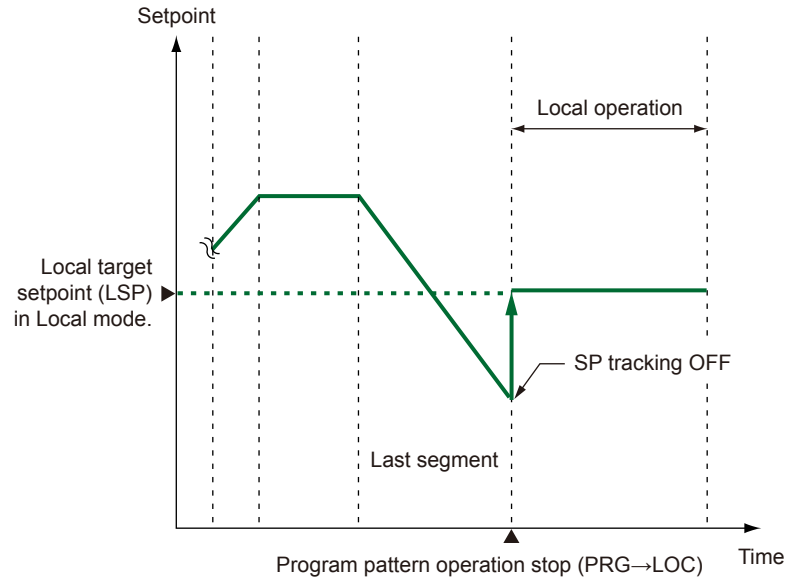 Setpoint
Local operation
Local target
setpoint (LSP)
in Local mode.
SP tracking OFF
Last segment
Time
Program pattern operation stop (PRG→LOC)